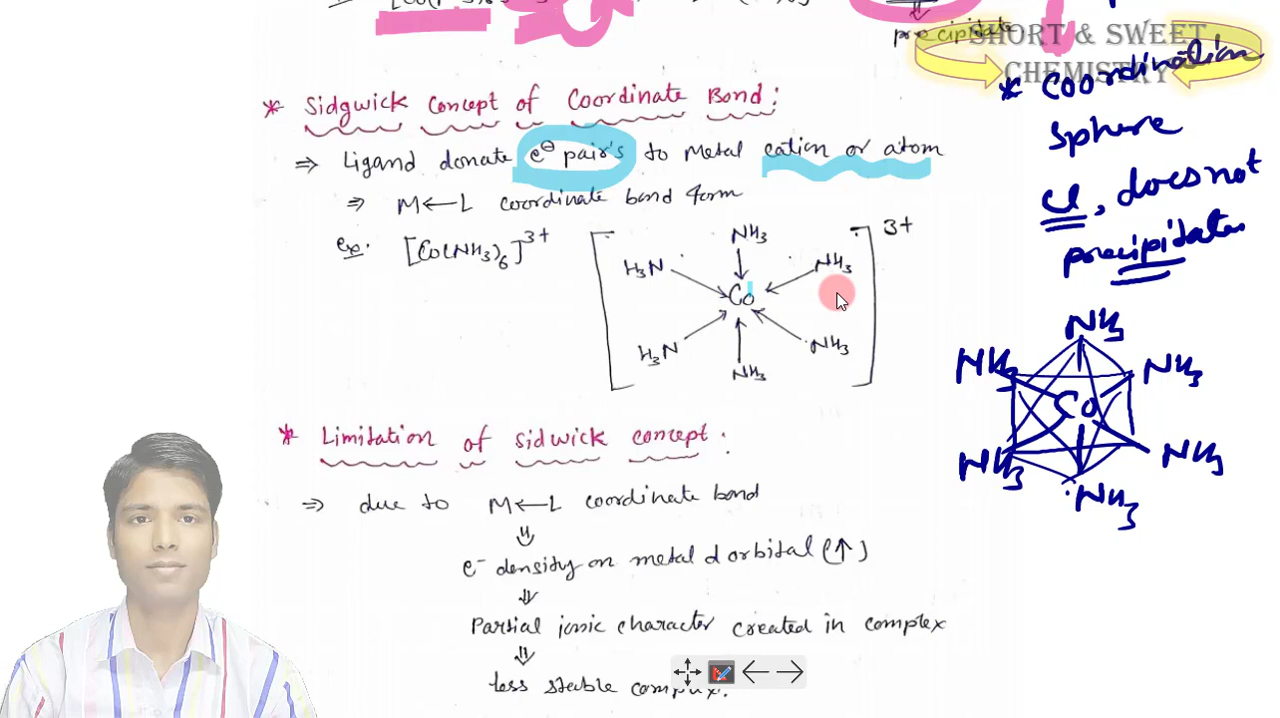 precipitate
SHORT & SWEET
CHEMISTRY
* Sidgwick Concept of Coordinate Bond:
⇒ Ligand donate e⊖ pair's to Metal cation or atom
⇒ M←L coordinate bond form
ex. [Co(NH3)6]3+
NH3
3+
H3N
NH3
Co
H3N
NH3
NH3
* Limitation of Sidwick concept:
⇒ due to M←L coordinate bond
⇓
e- density on metal d orbital (↑)
⇓
Partial ionic character created in complex
⇓
less stable complex.
* Coordination
Sphere
Cl, does not
precipitate
NH3
NH3
NH3
Co
NH3
NH3
NH3